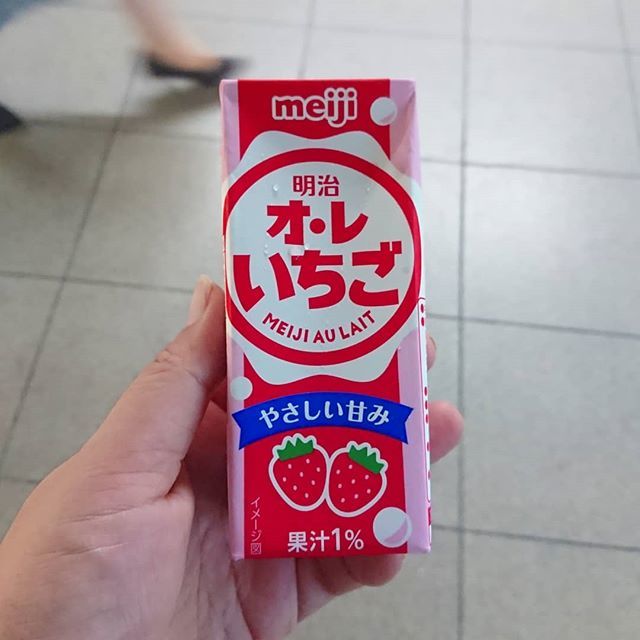 meiji
明治
オ・レ
いちご
MEIJI AU LAIT
やさしい甘み
イメージ図
果汁1%